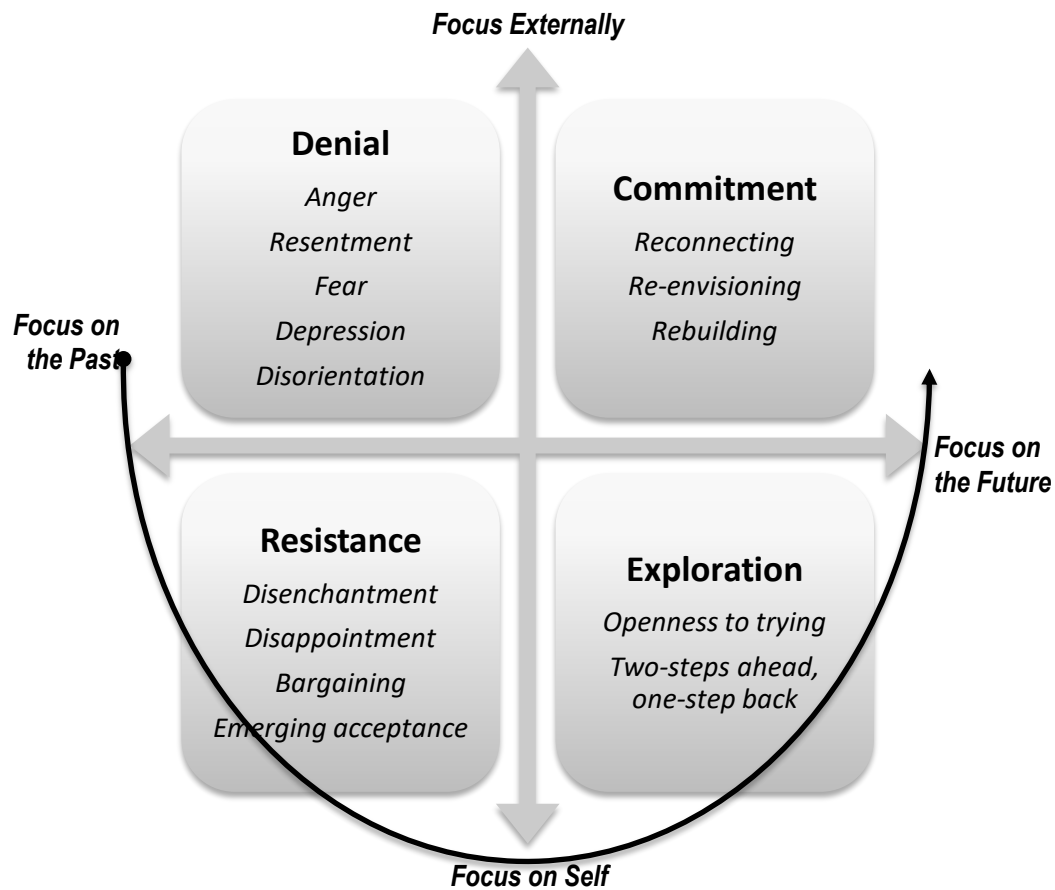 Focus Externally
Denial
Anger
Resentment
Fear
Depression
Disorientation
Commitment
Reconnecting
Re-envisioning
Rebuilding
Focus on
the Past
Focus on
the Future
Resistance
Disenchantment
Disappointment
Bargaining
Emerging acceptance
Exploration
Openness to trying
Two-steps ahead,
one-step back
Focus on Self